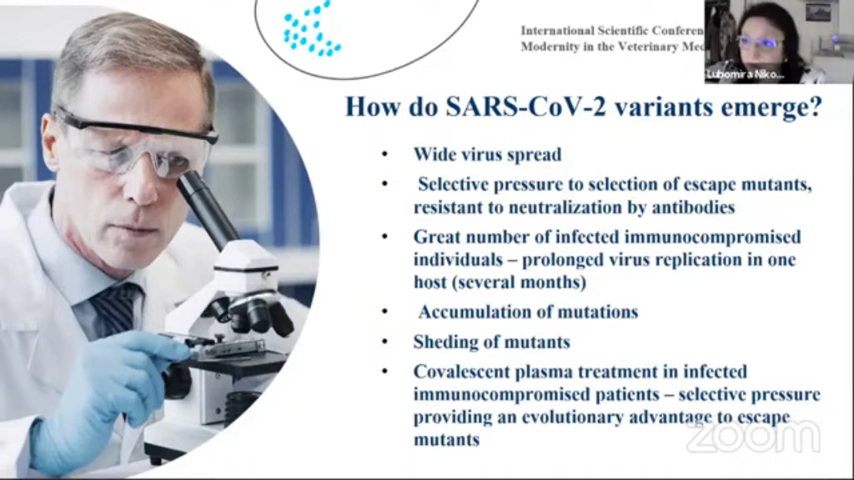 International Scientific
Modernity in the Veterinary
Lubomira Niko...
How do SARS-CoV-2 variants emerge?
• Wide virus spread
• Selective pressure to selection of escape mutants,
resistant to neutralization by antibodies
• Great number of infected immunocompromised
individuals – prolonged virus replication in one
host (several months)
• Accumulation of mutations
• Sheding of mutants
• Covalescent plasma treatment in infected
immunocompromised patients – selective pressure
providing an evolutionary advantage to escape
mutants
zoom